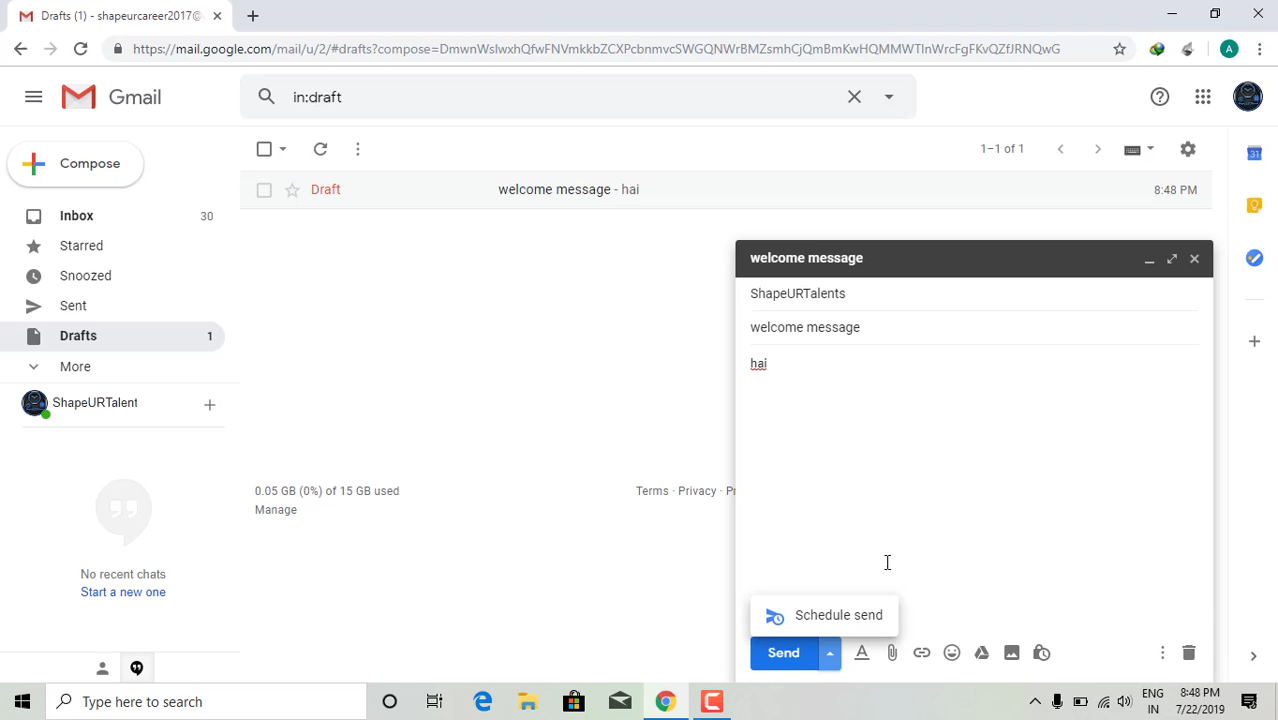 Drafts (1) - shapeurcareer2017@
https://mail.google.com/mail/u/2/#drafts?compose=DmwnWslwxhQfwFNVmkkbZCXPcbnmvcSWGQNWrBMZsmhCjQmBmKwHQMMWTlnWrcFgFKvQZfJRNQwG
A
Gmail
in:draft
Compose
1–1 of 1
Draft
welcome message - hai
8:48 PM
Inbox
30
Starred
Snoozed
Sent
Drafts
1
More
ShapeURTalent
No recent chats
Start a new one
0.05 GB (0%) of 15 GB used
Manage
Terms · Privacy · Pr
31
welcome message
ShapeURTalents
welcome message
hai
Schedule send
Send
Type here to search
ENG
IN
8:48 PM
7/22/2019